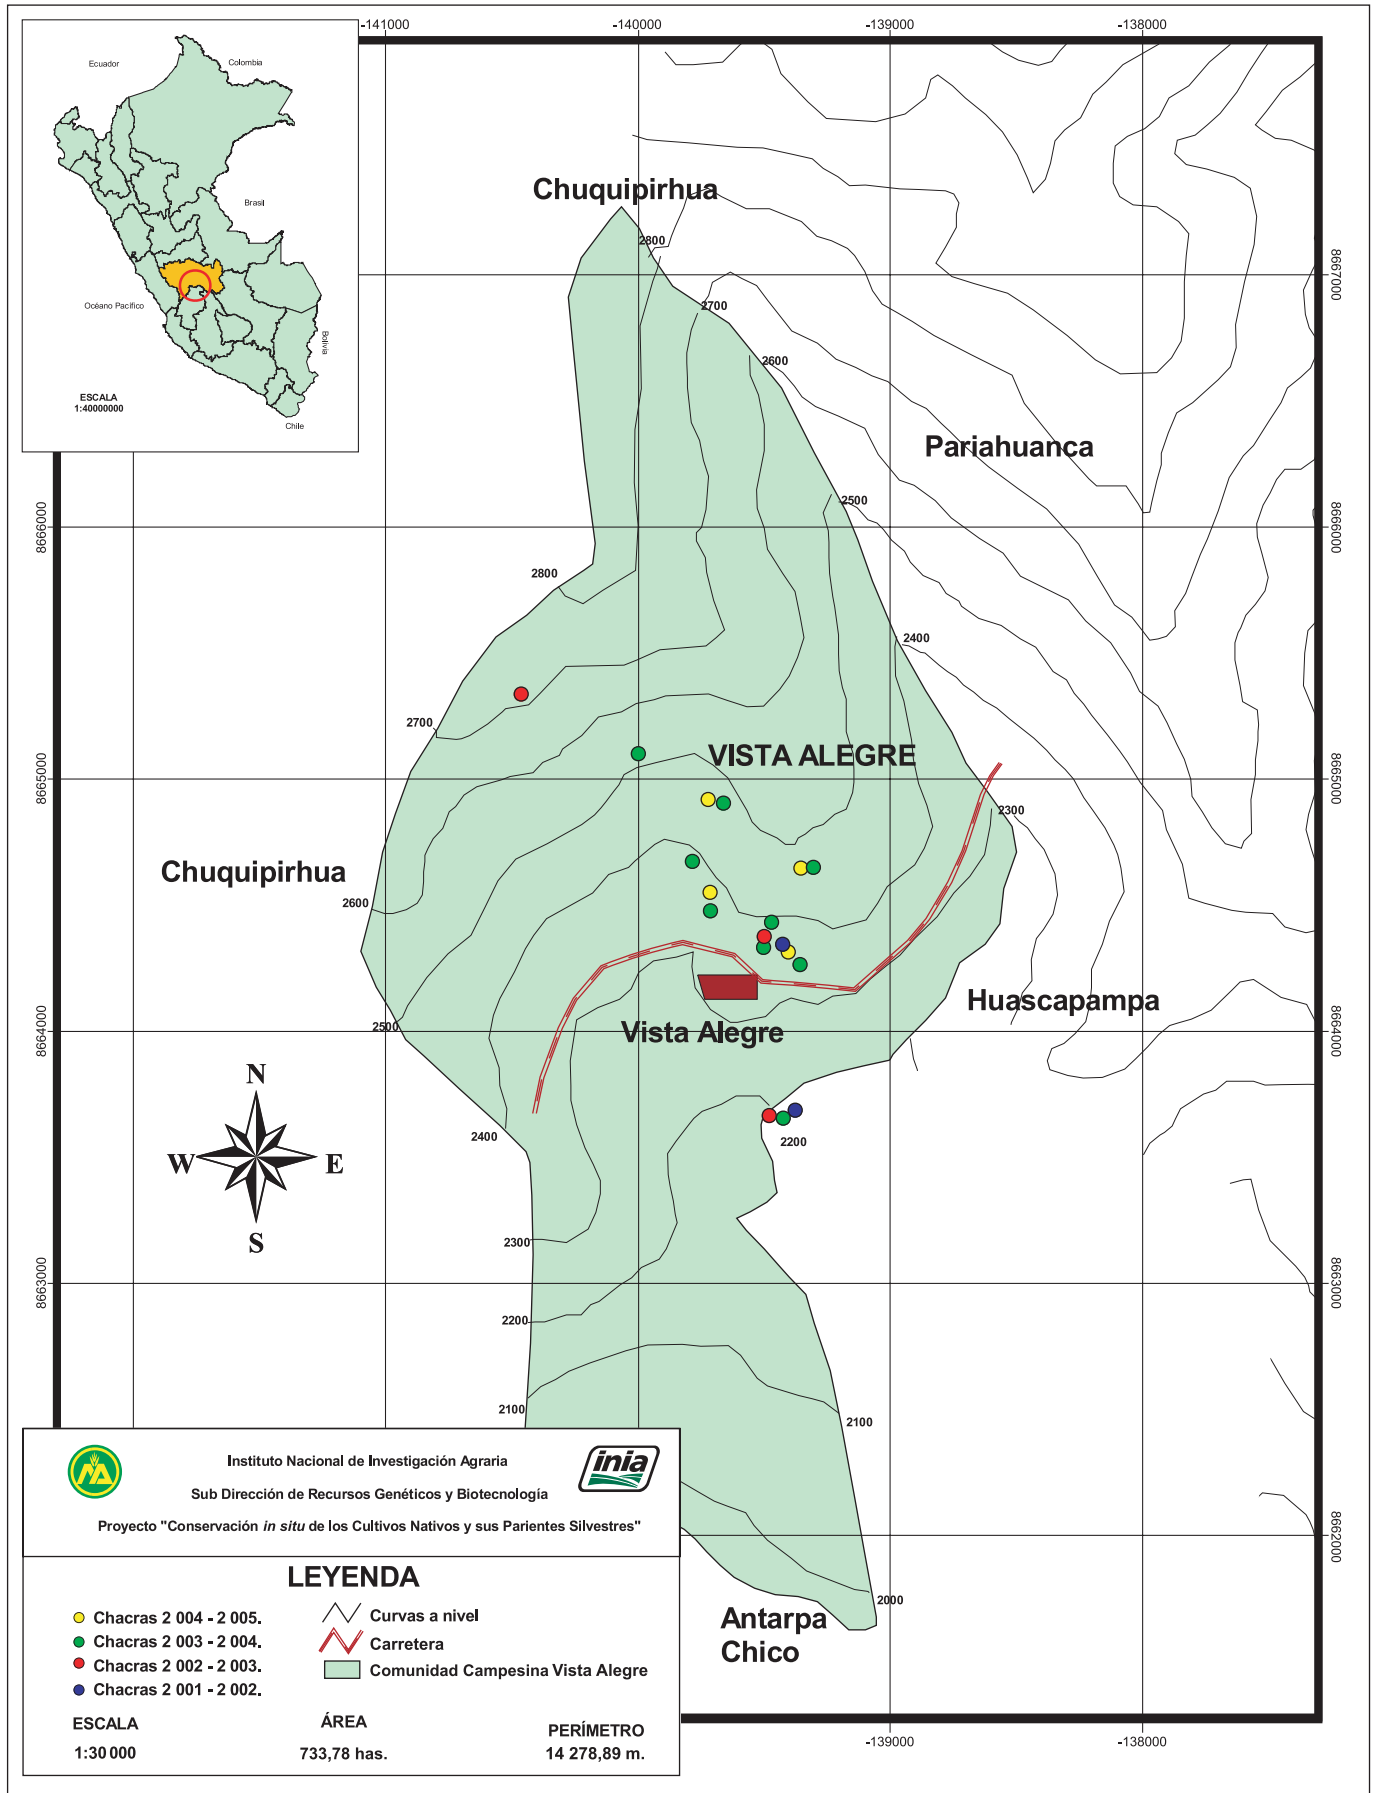 -141000
-140000
-139000
-138000
Ecuador
Colombia
Brasil
Océano Pacífico
Bolivia
Chile
ESCALA
1:40000000
Chuquipirhua
2800
8667000
2700
2600
Pariahuanca
2500
8666000
8666000
2800
2400
2700
VISTA ALEGRE
8665000
8665000
2300
Chuquipirhua
2600
Huascapampa
2500
Vista Alegre
8664000
8664000
N
W
E
S
2400
2200
2300
8663000
8663000
2200
2100
2100
Instituto Nacional de Investigación Agraria
inia
Sub Dirección de Recursos Genéticos y Biotecnología
Proyecto "Conservación in situ de los Cultivos Nativos y sus Parientes Silvestres"
8662000
LEYENDA
2000
Chacras 2 004 - 2 005.
Chacras 2 003 - 2 004.
Chacras 2 002 - 2 003.
Chacras 2 001 - 2 002.
Curvas a nivel
Carretera
Comunidad Campesina Vista Alegre
Antarpa
Chico
ESCALA
1:30 000
ÁREA
733,78 has.
PERÍMETRO
14 278,89 m.
-139000
-138000